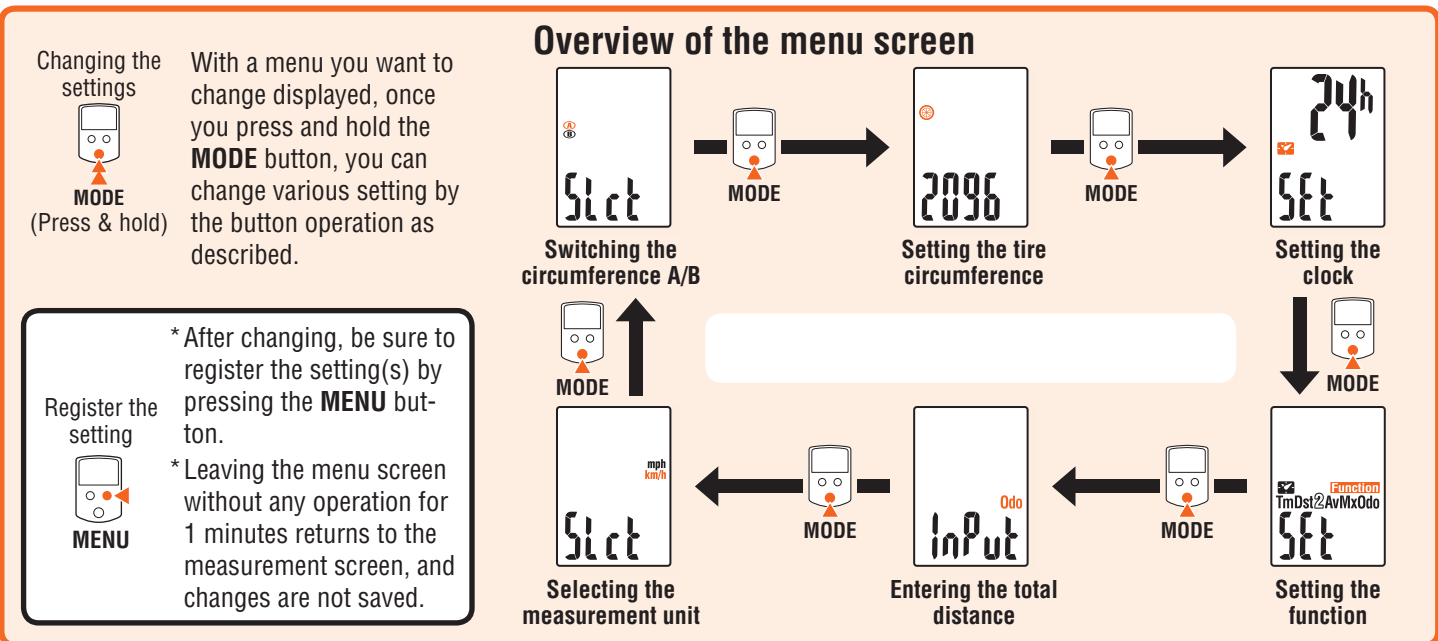 Overview of the menu screen
Changing the
settings
MODE
(Press & hold)
With a menu you want to
change displayed, once
you press and hold the
MODE button, you can
change various setting by
the button operation as
described.
Register the
setting
MENU
* After changing, be sure to
register the setting(s) by
pressing the MENU but-
ton.
* Leaving the menu screen
without any operation for
1 minutes returns to the
measurement screen, and
changes are not saved.
A
B
Slct
Switching the
circumference A/B
MODE
2096
Setting the tire
circumference
MODE
24h
SEt
Setting the
clock
MODE
Function
TmDst2AvMxOdo
SEt
Setting the
function
MODE
Odo
InPut
Entering the total
distance
MODE
mph
km/h
Slct
Selecting the
measurement unit
MODE